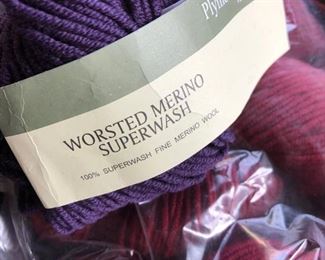 WORSTED MERINO
SUPERWASH
100% SUPERWASH FINE MERINO WOOL